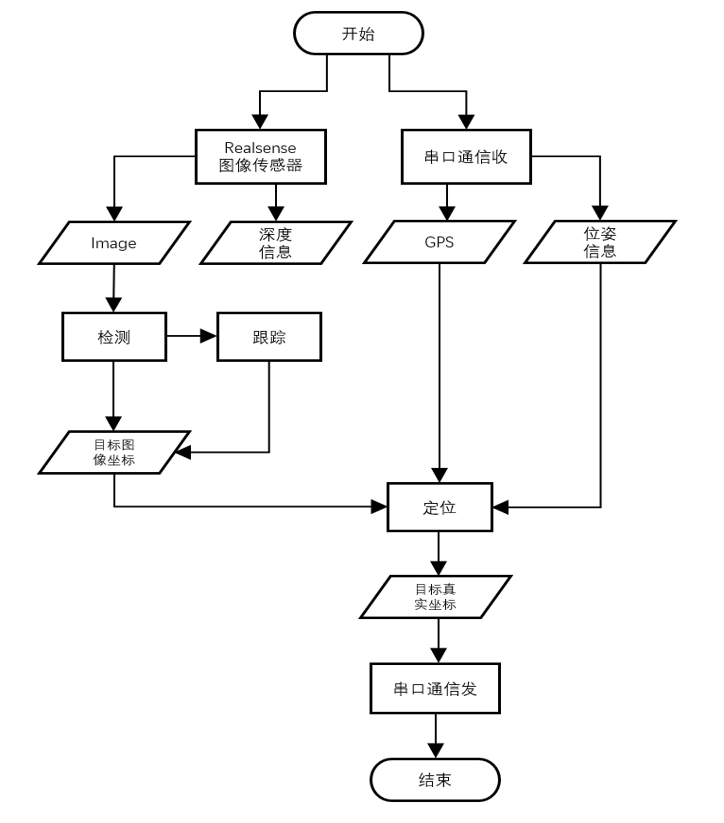 开始
Realsense
图像传感器
串口通信收
Image
深度
信息
GPS
位姿
信息
检测
跟踪
目标图
像坐标
定位
目标真
实坐标
串口通信发
结束